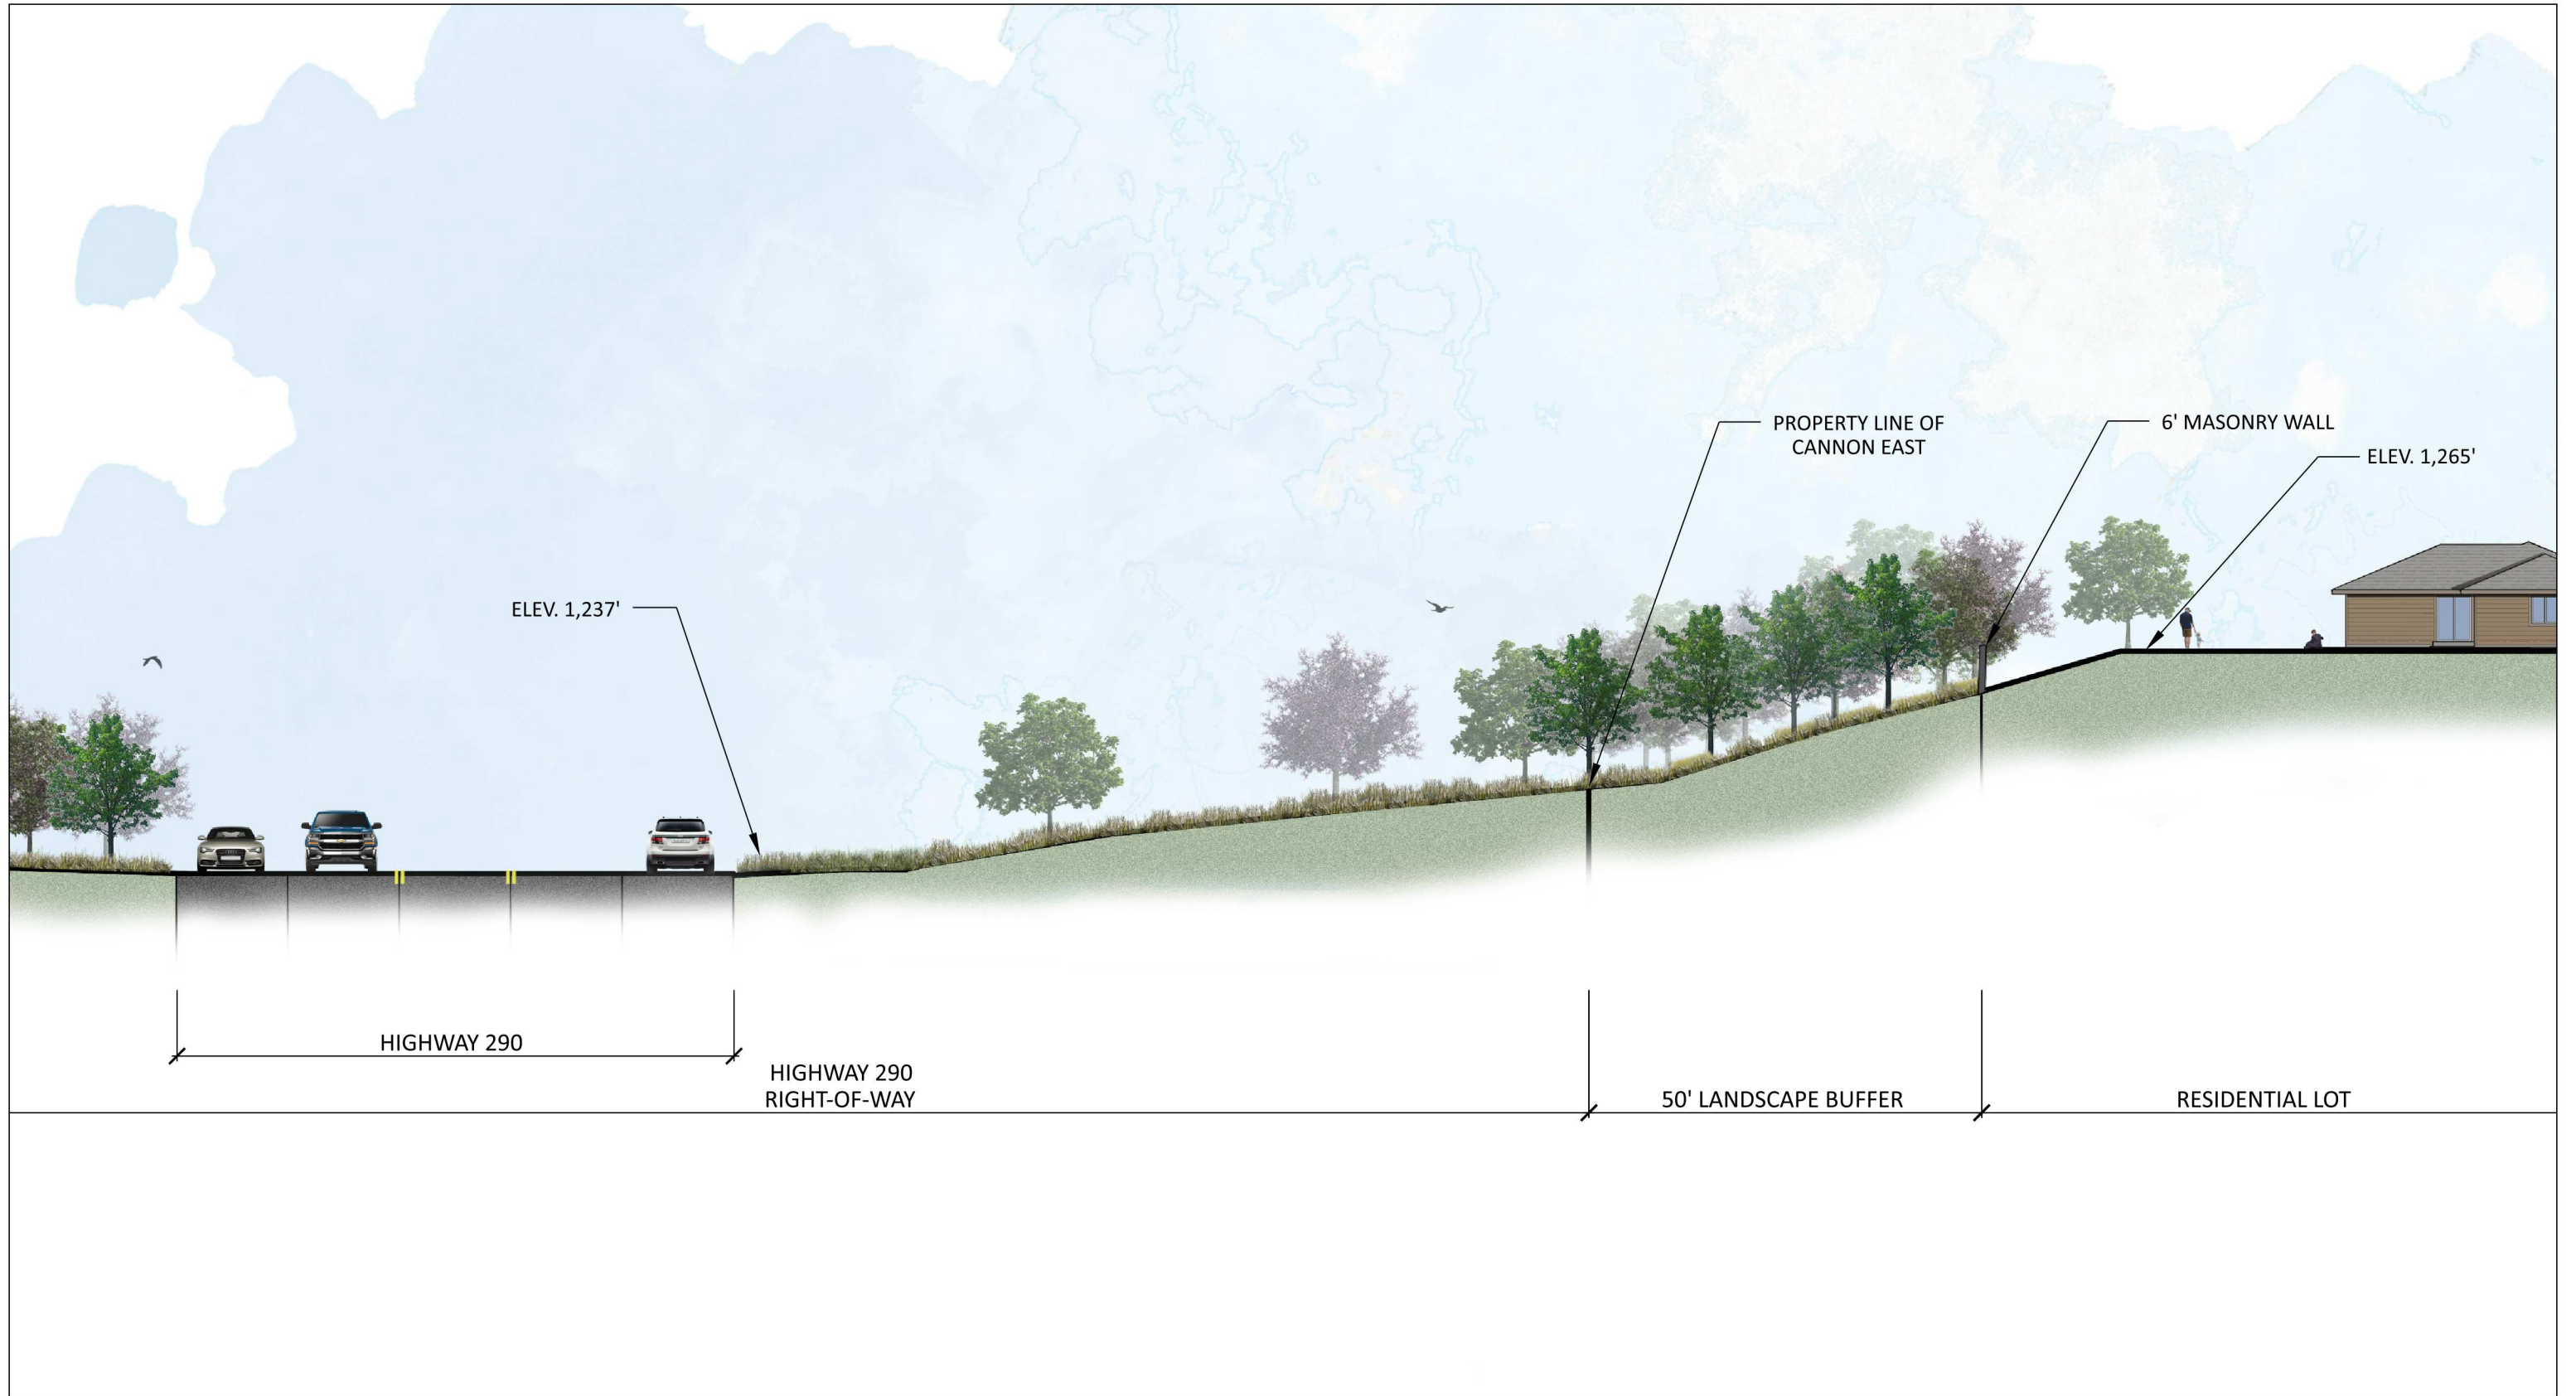 PROPERTY LINE OF
CANNON EAST
6' MASONRY WALL
ELEV. 1,265'
ELEV. 1,237'
HIGHWAY 290
HIGHWAY 290
RIGHT-OF-WAY
50' LANDSCAPE BUFFER
RESIDENTIAL LOT